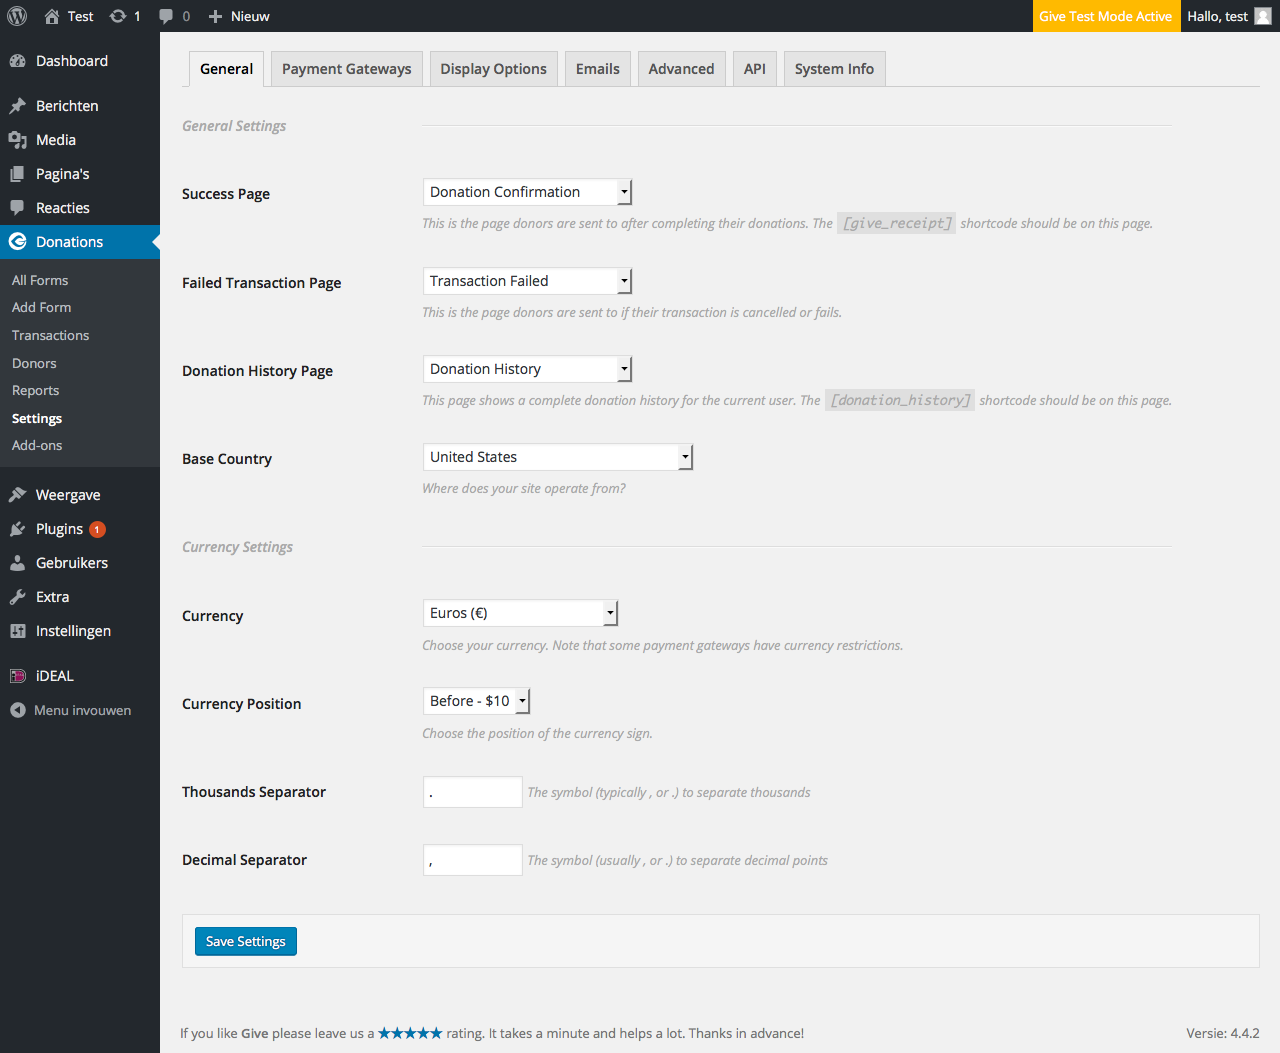 Test 1 0 Nieuw Give Test Mode Active Hallo, test
Dashboard
Berichten
Media
Pagina's
Reacties
Donations
All Forms
Add Form
Transactions
Donors
Reports
Settings
Add-ons
Weergave
Plugins 1
Gebruikers
Extra
Instellingen
iDEAL
Menu invouwen
General Payment Gateways Display Options Emails Advanced API System Info
General Settings
Success Page Donation Confirmation
This is the page donors are sent to after completing their donations. The [give_receipt] shortcode should be on this page.
Failed Transaction Page Transaction Failed
This is the page donors are sent to if their transaction is cancelled or fails.
Donation History Page Donation History
This page shows a complete donation history for the current user. The [donation_history] shortcode should be on this page.
Base Country United States
Where does your site operate from?
Currency Settings
Currency Euros (€)
Choose your currency. Note that some payment gateways have currency restrictions.
Currency Position Before - $10
Choose the position of the currency sign.
Thousands Separator . The symbol (typically , or .) to separate thousands
Decimal Separator , The symbol (usually , or .) to separate decimal points
Save Settings
If you like Give please leave us a ★★★★★ rating. It takes a minute and helps a lot. Thanks in advance! Versie: 4.4.2